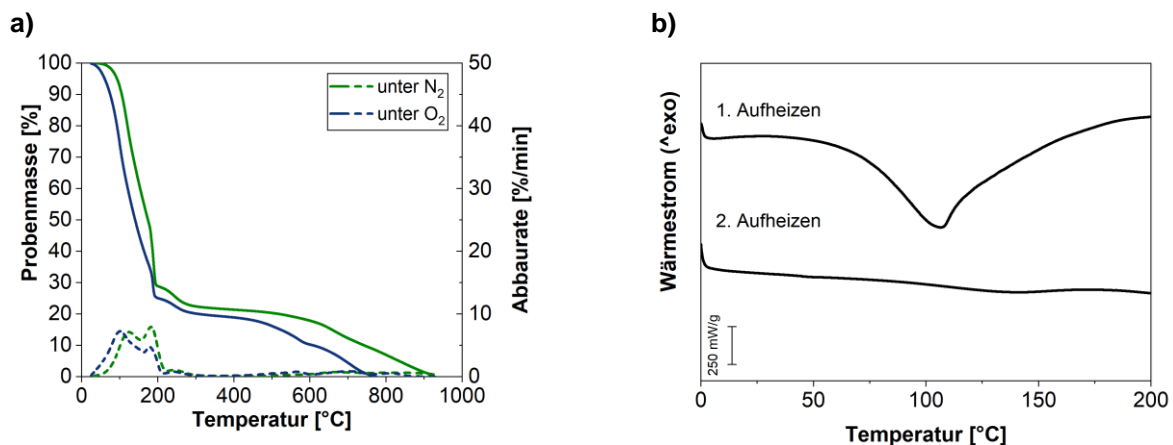 a)
100
90
80
70
60
50
40
30
20
10
0
Probenmasse [%]
unter N₂
unter O₂
50
40
30
20
10
0
Abbaurate [%/min]
0 200 400 600 800 1000
Temperatur [°C]
b)
Wärmestrom (^exo)
1. Aufheizen
2. Aufheizen
250 mW/g
0 50 100 150 200
Temperatur [°C]